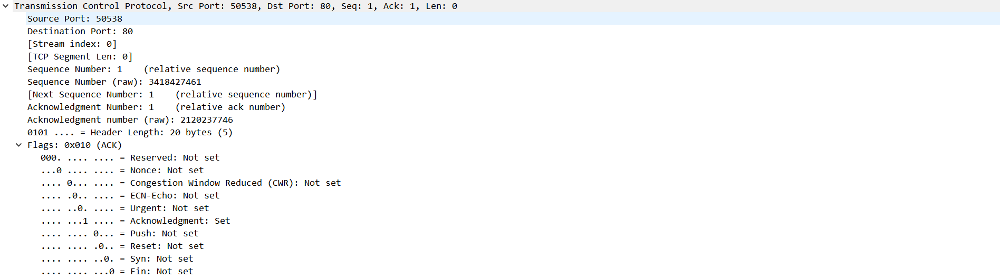 Transmission Control Protocol, Src Port: 50538, Dst Port: 80, Seq: 1, Ack: 1, Len: 0
Source Port: 50538
Destination Port: 80
[Stream index: 0]
[TCP Segment Len: 0]
Sequence Number: 1    (relative sequence number)
Sequence Number (raw): 3418427461
[Next Sequence Number: 1    (relative sequence number)]
Acknowledgment Number: 1    (relative ack number)
Acknowledgment number (raw): 2120237746
0101 .... = Header Length: 20 bytes (5)
Flags: 0x010 (ACK)
000. .... .... = Reserved: Not set
...0 .... .... = Nonce: Not set
.... 0... .... = Congestion Window Reduced (CWR): Not set
.... .0.. .... = ECN-Echo: Not set
.... ..0. .... = Urgent: Not set
.... ...1 .... = Acknowledgment: Set
.... .... 0... = Push: Not set
.... .... .0.. = Reset: Not set
.... .... ..0. = Syn: Not set
.... .... ...0 = Fin: Not set